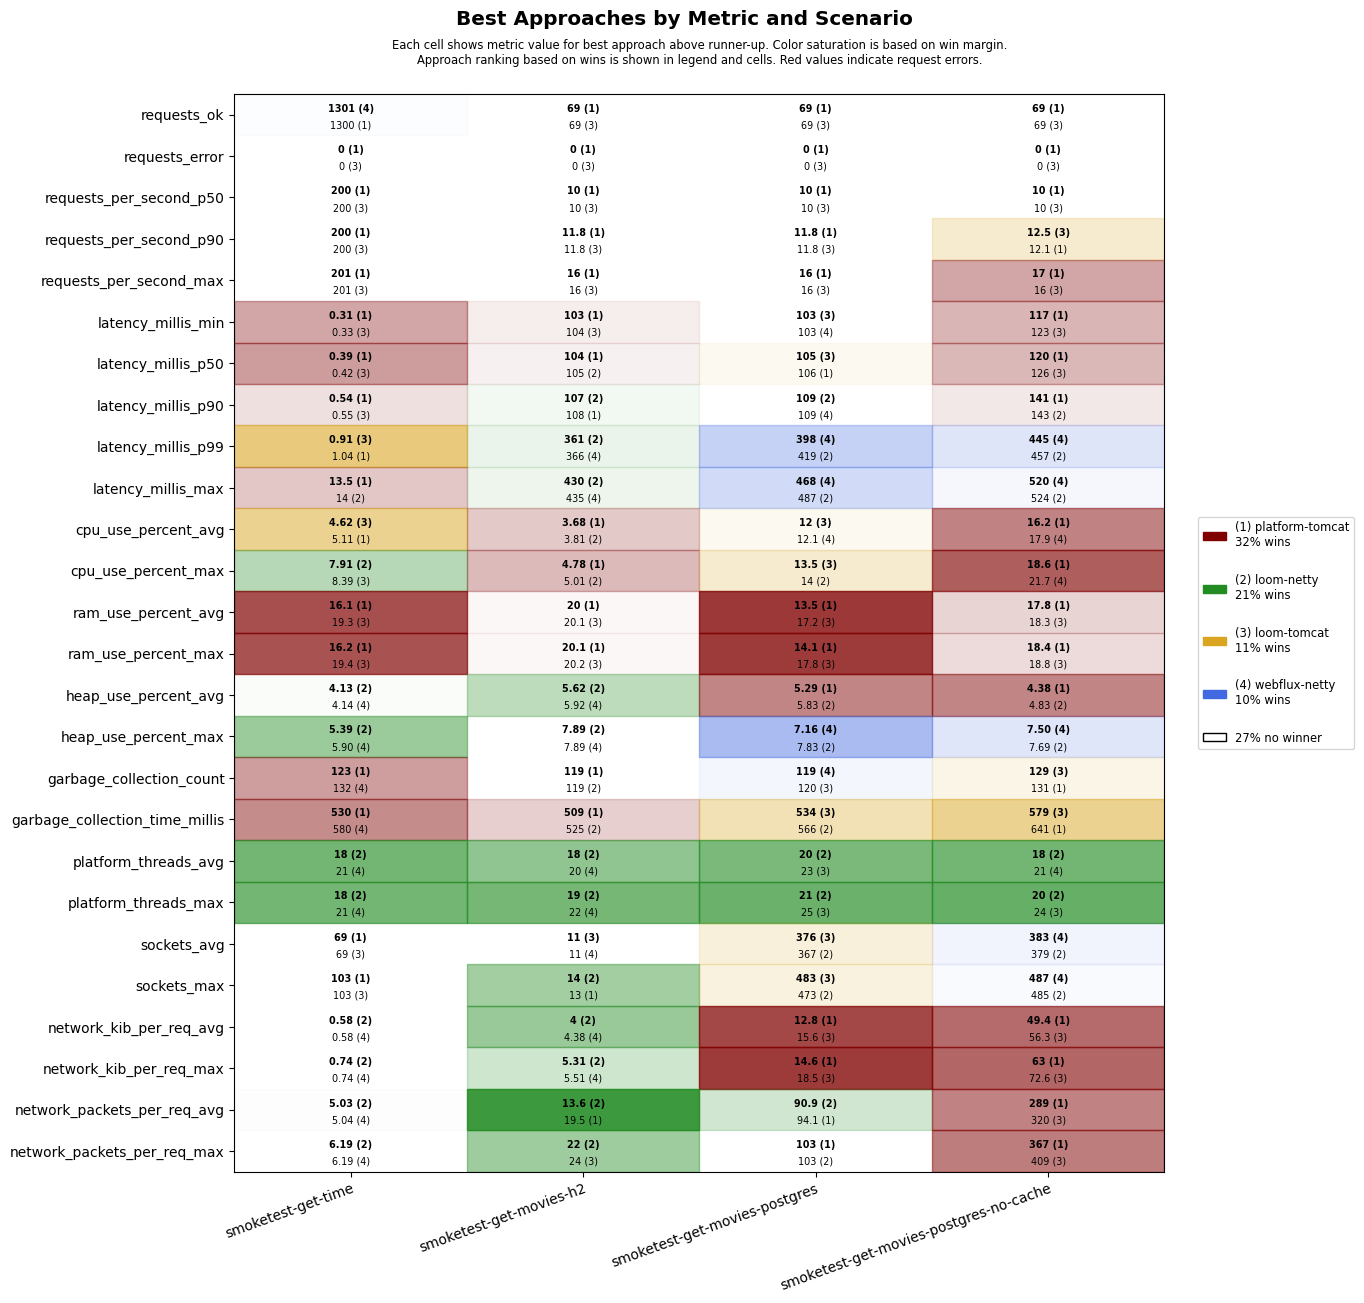 Best Approaches by Metric and Scenario
Each cell shows metric value for best approach above runner-up. Color saturation is based on win margin.
Approach ranking based on wins is shown in legend and cells. Red values indicate request errors.
requests_ok
1301 (4) 69 (1) 69 (1) 69 (1)
1300 (1) 69 (3) 69 (3) 69 (3)
requests_error
0 (1) 0 (1) 0 (1) 0 (1)
0 (3) 0 (3) 0 (3) 0 (3)
requests_per_second_p50
200 (1) 10 (1) 10 (1) 10 (1)
200 (3) 10 (3) 10 (3) 10 (3)
requests_per_second_p90
200 (1) 11.8 (1) 11.8 (1) 12.5 (3)
200 (3) 11.8 (3) 11.8 (3) 12.1 (1)
requests_per_second_max
201 (1) 16 (1) 16 (1) 17 (1)
201 (3) 16 (3) 16 (3) 16 (3)
latency_millis_min
0.31 (1) 103 (1) 103 (3) 117 (1)
0.33 (3) 104 (3) 103 (4) 123 (3)
latency_millis_p50
0.39 (1) 104 (1) 105 (3) 120 (1)
0.42 (3) 105 (2) 106 (1) 126 (3)
latency_millis_p90
0.54 (1) 107 (2) 109 (2) 141 (1)
0.55 (3) 108 (1) 109 (4) 143 (2)
latency_millis_p99
0.91 (3) 361 (2) 398 (4) 445 (4)
1.04 (1) 366 (4) 419 (2) 457 (2)
latency_millis_max
13.5 (1) 430 (2) 468 (4) 520 (4)
14 (2) 435 (4) 487 (2) 524 (2)
cpu_use_percent_avg
4.62 (3) 3.68 (1) 12 (3) 16.2 (1)
5.11 (1) 3.81 (2) 12.1 (4) 17.9 (4)
cpu_use_percent_max
7.91 (2) 4.78 (1) 13.5 (3) 18.6 (1)
8.39 (3) 5.01 (2) 14 (2) 21.7 (4)
ram_use_percent_avg
16.1 (1) 20 (1) 13.5 (1) 17.8 (1)
19.3 (3) 20.1 (3) 17.2 (3) 18.3 (3)
ram_use_percent_max
16.2 (1) 20.1 (1) 14.1 (1) 18.4 (1)
19.4 (3) 20.2 (3) 17.8 (3) 18.8 (3)
heap_use_percent_avg
4.13 (2) 5.62 (2) 5.29 (1) 4.38 (1)
4.14 (4) 5.92 (4) 5.83 (2) 4.83 (2)
heap_use_percent_max
5.39 (2) 7.89 (2) 7.16 (4) 7.50 (4)
5.90 (4) 7.89 (4) 7.83 (2) 7.69 (2)
garbage_collection_count
123 (1) 119 (1) 119 (4) 129 (3)
132 (4) 119 (2) 120 (3) 131 (1)
garbage_collection_time_millis
530 (1) 509 (1) 534 (3) 579 (3)
580 (4) 525 (2) 566 (2) 641 (1)
platform_threads_avg
18 (2) 18 (2) 20 (2) 18 (2)
21 (4) 20 (4) 23 (3) 21 (4)
platform_threads_max
18 (2) 19 (2) 21 (2) 20 (2)
21 (4) 22 (4) 25 (3) 24 (3)
sockets_avg
69 (1) 11 (3) 376 (3) 383 (4)
69 (3) 11 (4) 367 (2) 379 (2)
sockets_max
103 (1) 14 (2) 483 (3) 487 (4)
103 (3) 13 (1) 473 (2) 485 (2)
network_kib_per_req_avg
0.58 (2) 4 (2) 12.8 (1) 49.4 (1)
0.58 (4) 4.38 (4) 15.6 (3) 56.3 (3)
network_kib_per_req_max
0.74 (2) 5.31 (2) 14.6 (1) 63 (1)
0.74 (4) 5.51 (4) 18.5 (3) 72.6 (3)
network_packets_per_req_avg
5.03 (2) 13.6 (2) 90.9 (2) 289 (1)
5.04 (4) 19.5 (1) 94.1 (1) 320 (3)
network_packets_per_req_max
6.19 (2) 22 (2) 103 (1) 367 (1)
6.19 (4) 24 (3) 103 (2) 409 (3)
smoketest-get-time
smoketest-get-movies-h2
smoketest-get-movies-postgres
smoketest-get-movies-postgres-no-cache
(1) platform-tomcat
32% wins
(2) loom-netty
21% wins
(3) loom-tomcat
11% wins
(4) webflux-netty
10% wins
27% no winner